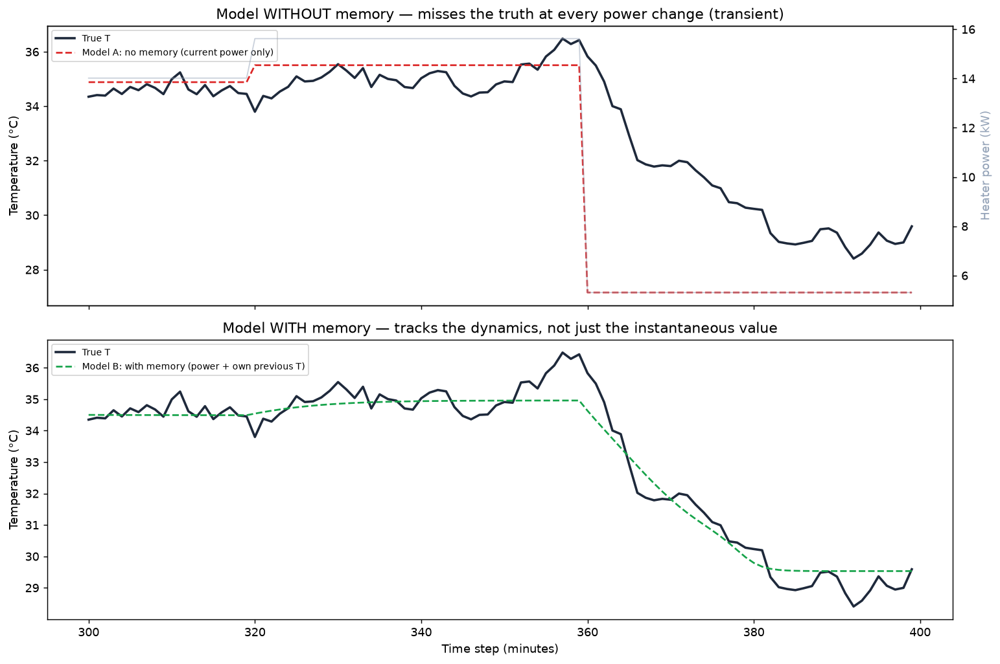 Model WITHOUT memory — misses the truth at every power change (transient)
True T
Model A: no memory (current power only)
Temperature (°C)
36
34
32
30
28
16
14
12
10
8
6
Heater power (kW)
Model WITH memory — tracks the dynamics, not just the instantaneous value
True T
Model B: with memory (power + own previous T)
Temperature (°C)
36
35
34
33
32
31
30
29
300 320 340 360 380 400
Time step (minutes)